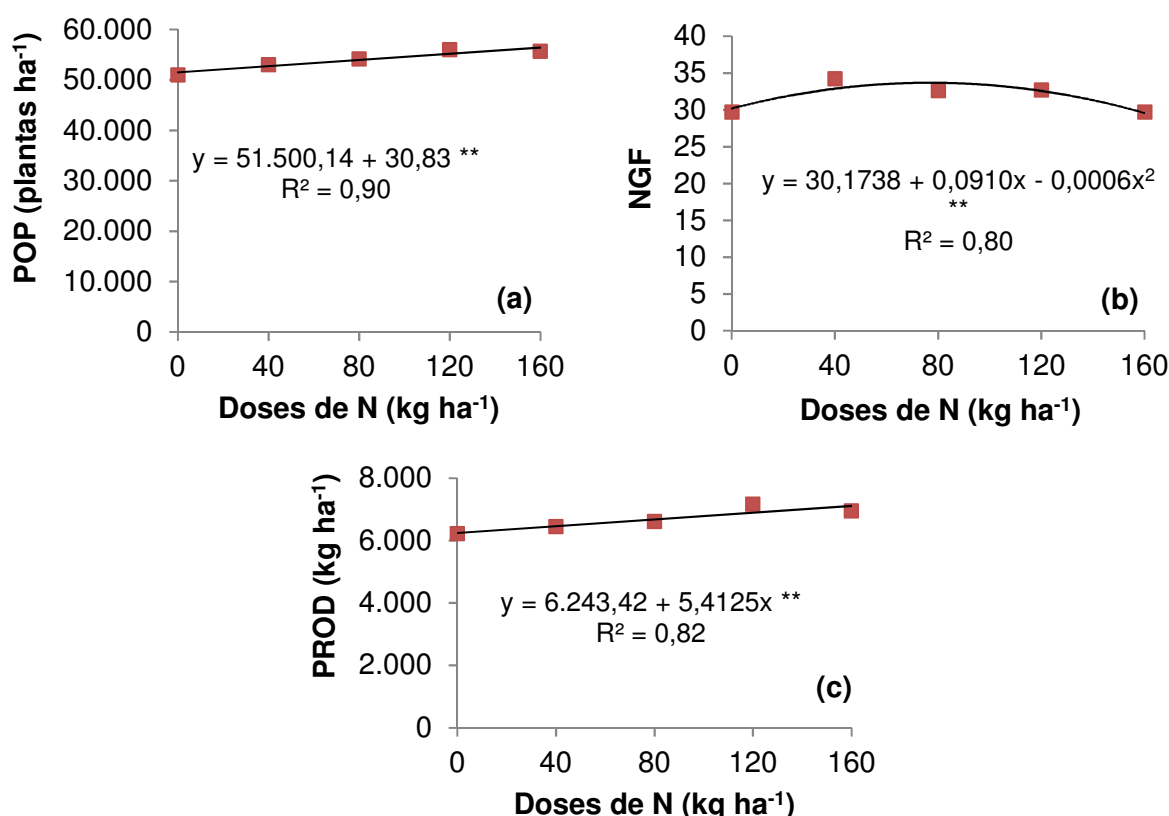 POP (plantas ha⁻¹)
60.000
50.000
40.000
30.000
20.000
10.000
0
y = 51.500,14 + 30,83 **
R² = 0,90
(a)
0 40 80 120 160
Doses de N (kg ha⁻¹)
NGF
40
35
30
25
20
15
10
5
0
y = 30,1738 + 0,0910x - 0,0006x²
**
R² = 0,80
(b)
0 40 80 120 160
Doses de N (kg ha⁻¹)
PROD (kg ha⁻¹)
8.000
6.000
4.000
2.000
0
y = 6.243,42 + 5,4125x **
R² = 0,82
(c)
0 40 80 120 160
Doses de N (kg ha⁻¹)